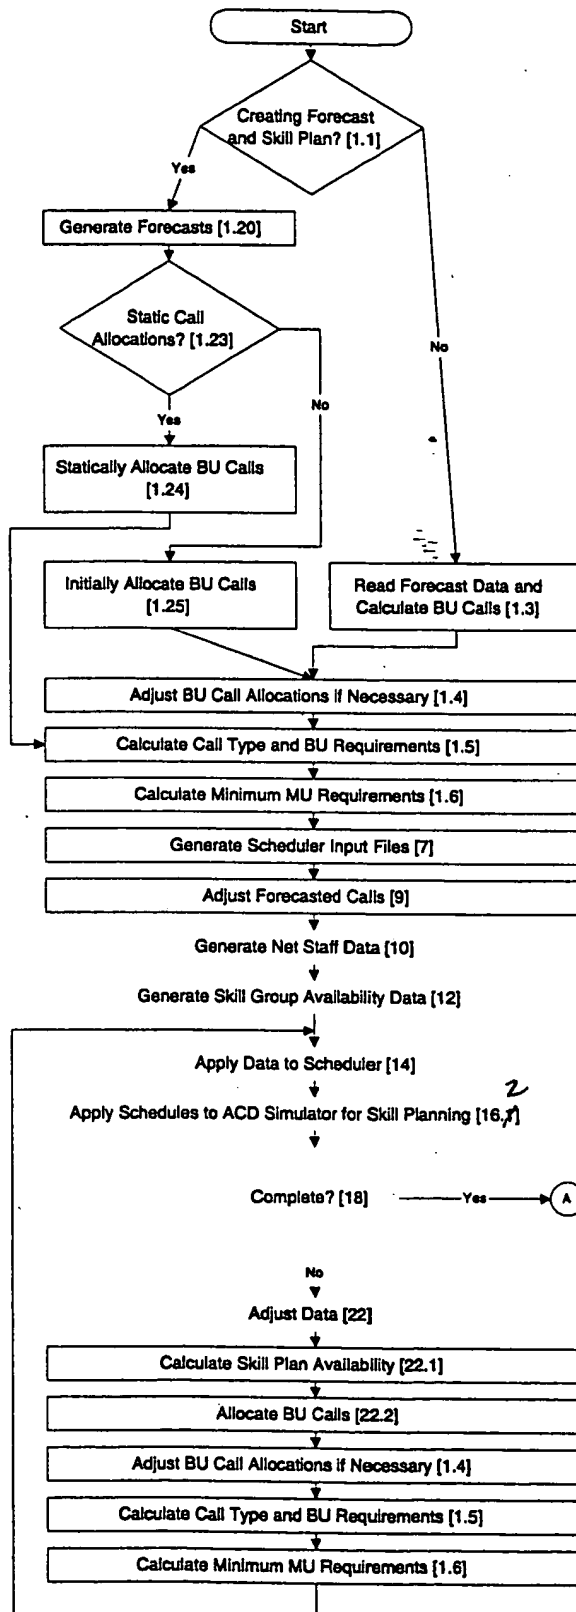 Start
Creating Forecast
and Skill Plan? [1.1]
Yes
Generate Forecasts [1.20]
Static Call
Allocations? [1.23]
No
No
Yes
Statically Allocate BU Calls
[1.24]
Initially Allocate BU Calls
[1.25]
Read Forecast Data and
Calculate BU Calls [1.3]
Adjust BU Call Allocations if Necessary [1.4]
Calculate Call Type and BU Requirements [1.5]
Calculate Minimum MU Requirements [1.6]
Generate Scheduler Input Files [7]
Adjust Forecasted Calls [9]
Generate Net Staff Data [10]
Generate Skill Group Availability Data [12]
Apply Data to Scheduler [14]
2
Apply Schedules to ACD Simulator for Skill Planning [16, ]
Complete? [18]
Yes
A
No
Adjust Data [22]
Calculate Skill Plan Availability [22.1]
Allocate BU Calls [22.2]
Adjust BU Call Allocations if Necessary [1.4]
Calculate Call Type and BU Requirements [1.5]
Calculate Minimum MU Requirements [1.6]